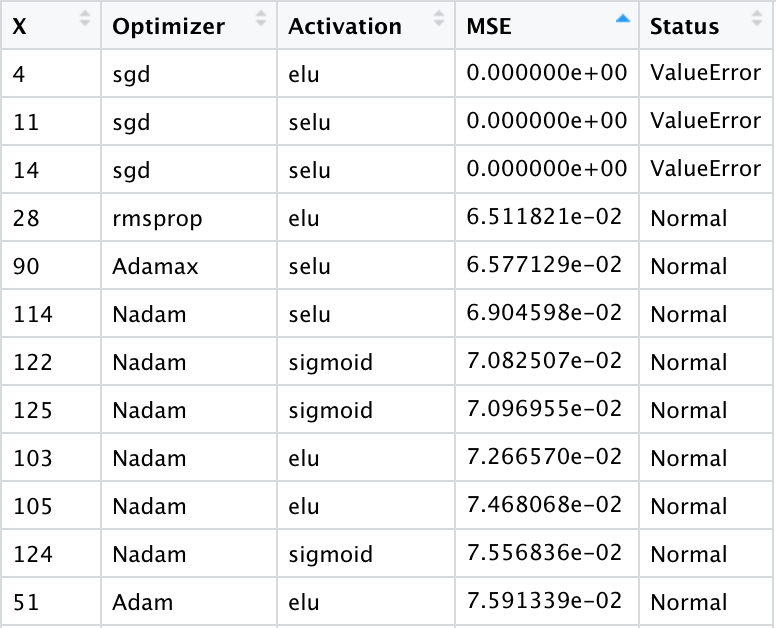 X Optimizer Activation MSE Status
4 sgd elu 0.000000e+00 ValueError
11 sgd selu 0.000000e+00 ValueError
14 sgd selu 0.000000e+00 ValueError
28 rmsprop elu 6.511821e-02 Normal
90 Adamax selu 6.577129e-02 Normal
114 Nadam selu 6.904598e-02 Normal
122 Nadam sigmoid 7.082507e-02 Normal
125 Nadam sigmoid 7.096955e-02 Normal
103 Nadam elu 7.266570e-02 Normal
105 Nadam elu 7.468068e-02 Normal
124 Nadam sigmoid 7.556836e-02 Normal
51 Adam elu 7.591339e-02 Normal